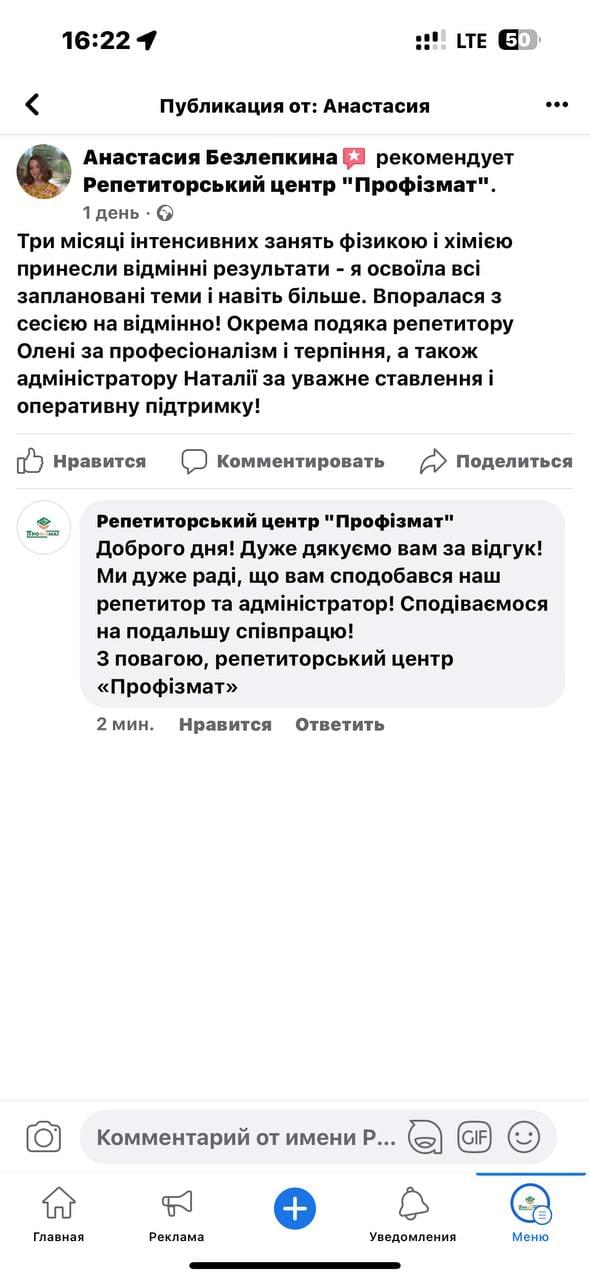 16:22
LTE
50
Публикация от: Анастасия
Анастасия Безлепкина рекомендует
Репетиторський центр "Профізмат".
1 день ·
Три місяці інтенсивних занять фізикою і хімією
принесли відмінні результати - я освоїла всі
заплановані теми і навіть більше. Впоралася з
сесією на відмінно! Окрема подяка репетитору
Олені за професіоналізм і терпіння, а також
адміністратору Наталії за уважне ставлення і
оперативну підтримку!
Нравится Комментировать Поделиться
ПРОФІЗМАТ
Репетиторський центр "Профізмат"
Доброго дня! Дуже дякуємо вам за відгук!
Ми дуже раді, що вам сподобався наш
репетитор та адміністратор! Сподіваємося
на подальшу співпрацю!
З повагою, репетиторський центр
«Профізмат»
2 мин. Нравится Ответить
Комментарий от имени Р...
GIF
Главная Реклама Уведомления Меню